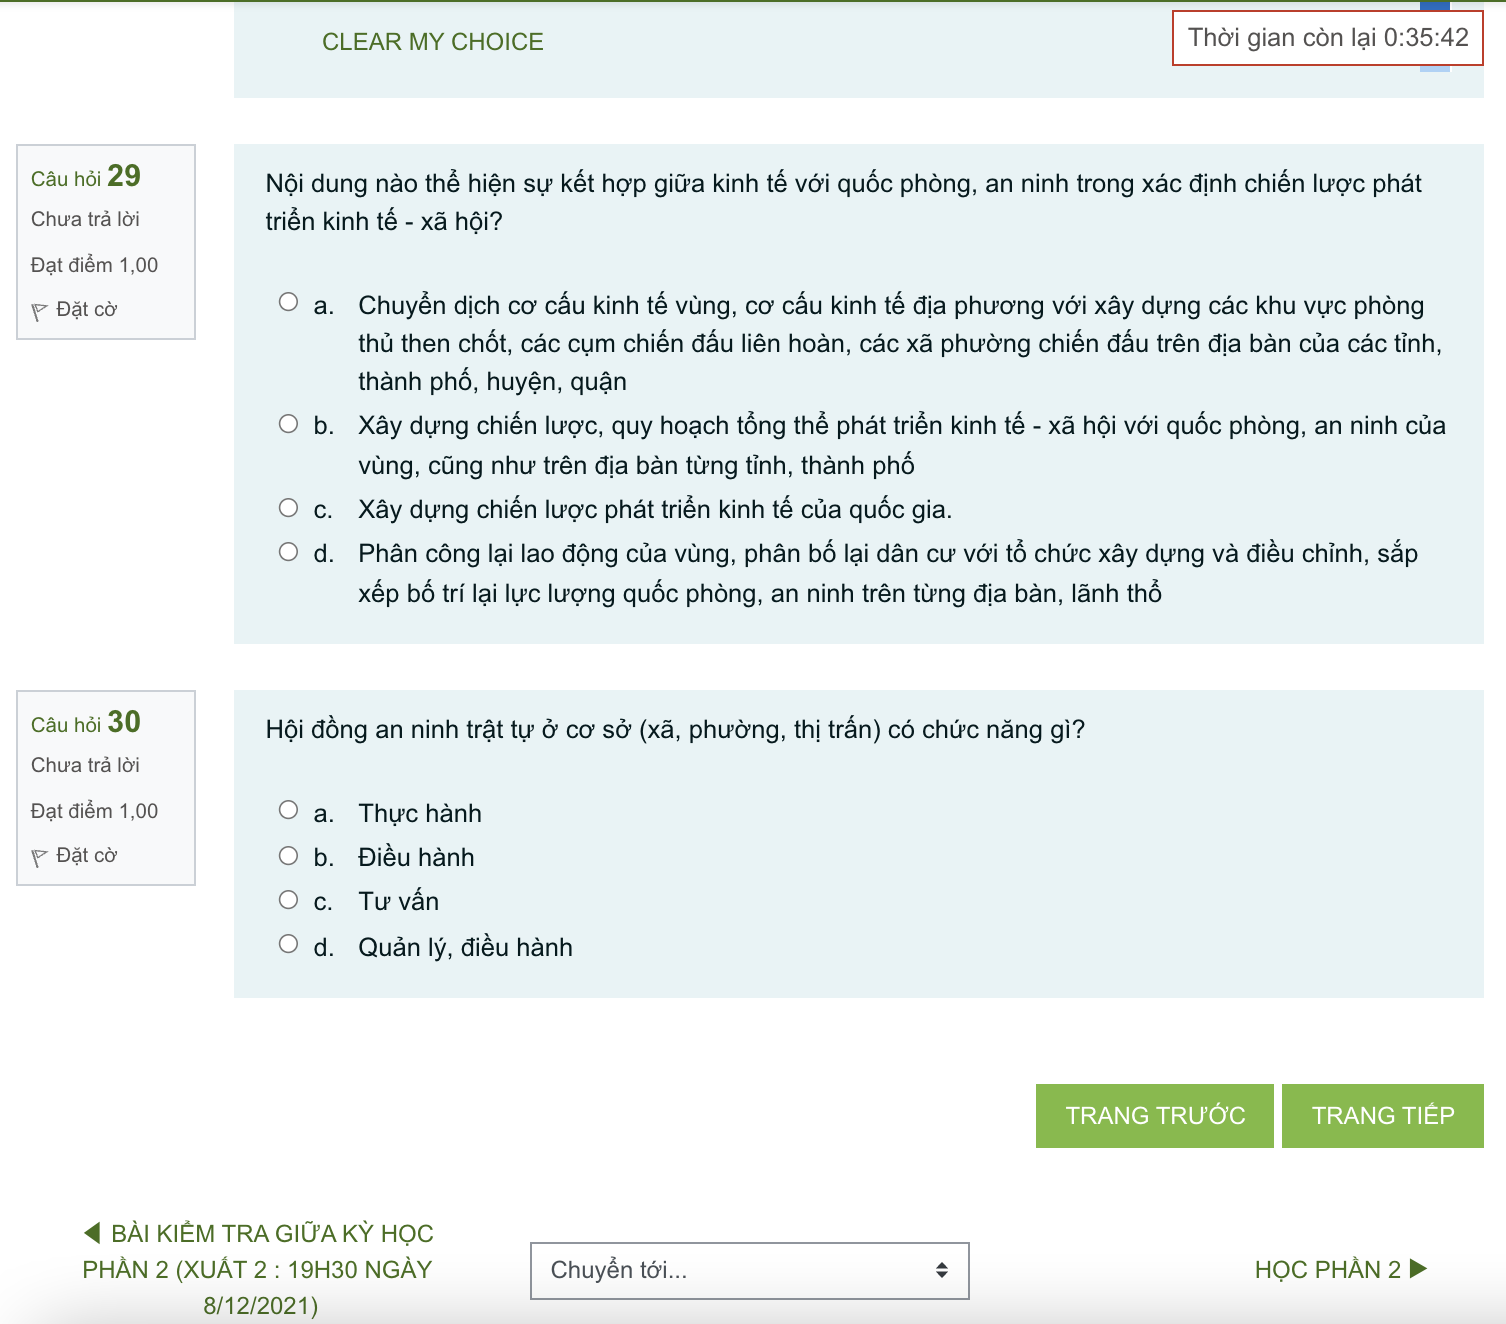 CLEAR MY CHOICE
Thời gian còn lại 0:35:42
Câu hỏi 29
Chưa trả lời
Đạt điểm 1,00
Đặt cờ
Nội dung nào thể hiện sự kết hợp giữa kinh tế với quốc phòng, an ninh trong xác định chiến lược phát
triển kinh tế - xã hội?
a. Chuyển dịch cơ cấu kinh tế vùng, cơ cấu kinh tế địa phương với xây dựng các khu vực phòng
thủ then chốt, các cụm chiến đấu liên hoàn, các xã phường chiến đấu trên địa bàn của các tỉnh,
thành phố, huyện, quận
b. Xây dựng chiến lược, quy hoạch tổng thể phát triển kinh tế - xã hội với quốc phòng, an ninh của
vùng, cũng như trên địa bàn từng tỉnh, thành phố
c. Xây dựng chiến lược phát triển kinh tế của quốc gia.
d. Phân công lại lao động của vùng, phân bố lại dân cư với tổ chức xây dựng và điều chỉnh, sắp
xếp bố trí lại lực lượng quốc phòng, an ninh trên từng địa bàn, lãnh thổ
Câu hỏi 30
Chưa trả lời
Đạt điểm 1,00
Đặt cờ
Hội đồng an ninh trật tự ở cơ sở (xã, phường, thị trấn) có chức năng gì?
a. Thực hành
b. Điều hành
c. Tư vấn
d. Quản lý, điều hành
TRANG TRƯỚC
TRANG TIẾP
BÀI KIỂM TRA GIỮA KỲ HỌC
PHẦN 2 (XUẤT 2 : 19H30 NGÀY
8/12/2021)
Chuyển tới...
HỌC PHẦN 2